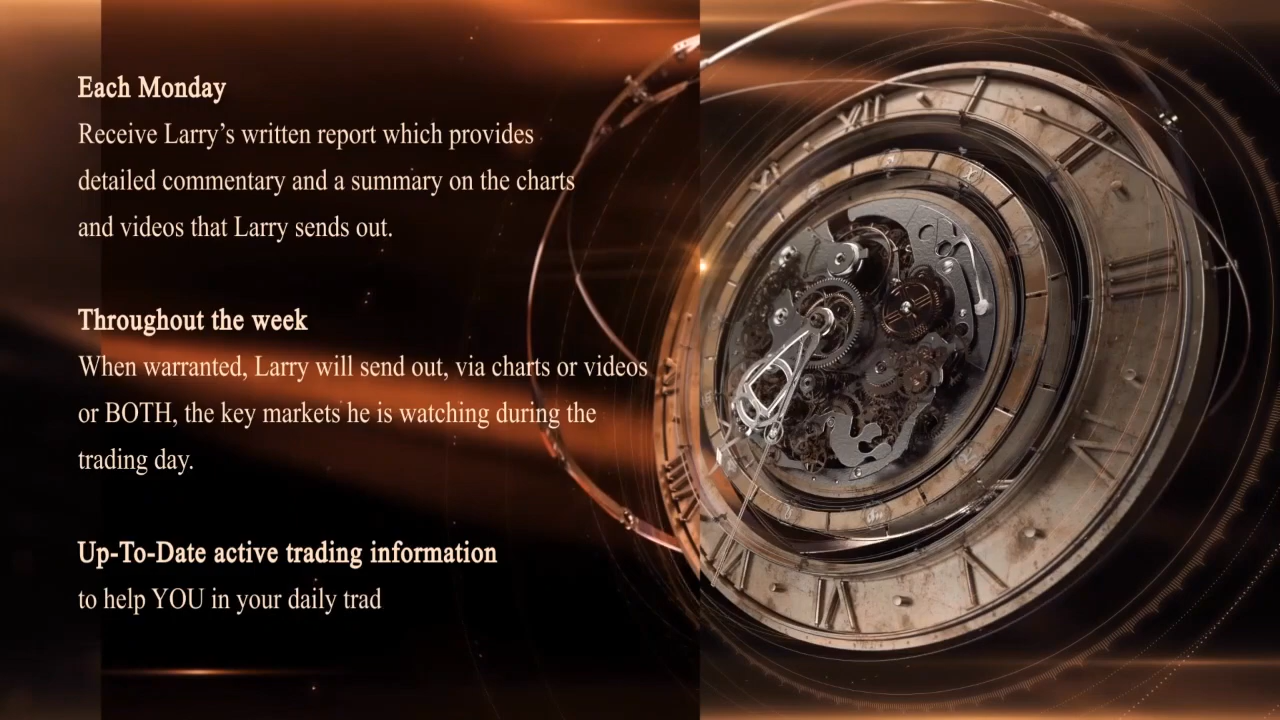 Each Monday
Receive Larry’s written report which provides
detailed commentary and a summary on the charts
and videos that Larry sends out.
Throughout the week
When warranted, Larry will send out, via charts or videos
or BOTH, the key markets he is watching during the
trading day.
Up-To-Date active trading information
to help YOU in your daily trad